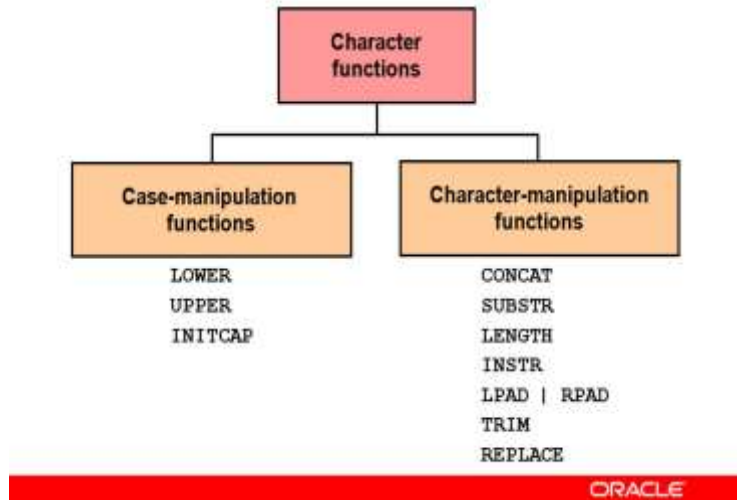 Character
functions
Case-manipulation
functions
LOWER
UPPER
INITCAP
Character-manipulation
functions
CONCAT
SUBSTR
LENGTH
INSTR
LPAD | RPAD
TRIM
REPLACE
ORACLE